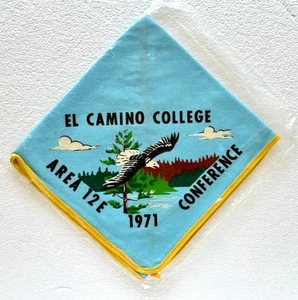 EL CAMINO COLLEGE
AREA 12E
1971
CONFERENCE